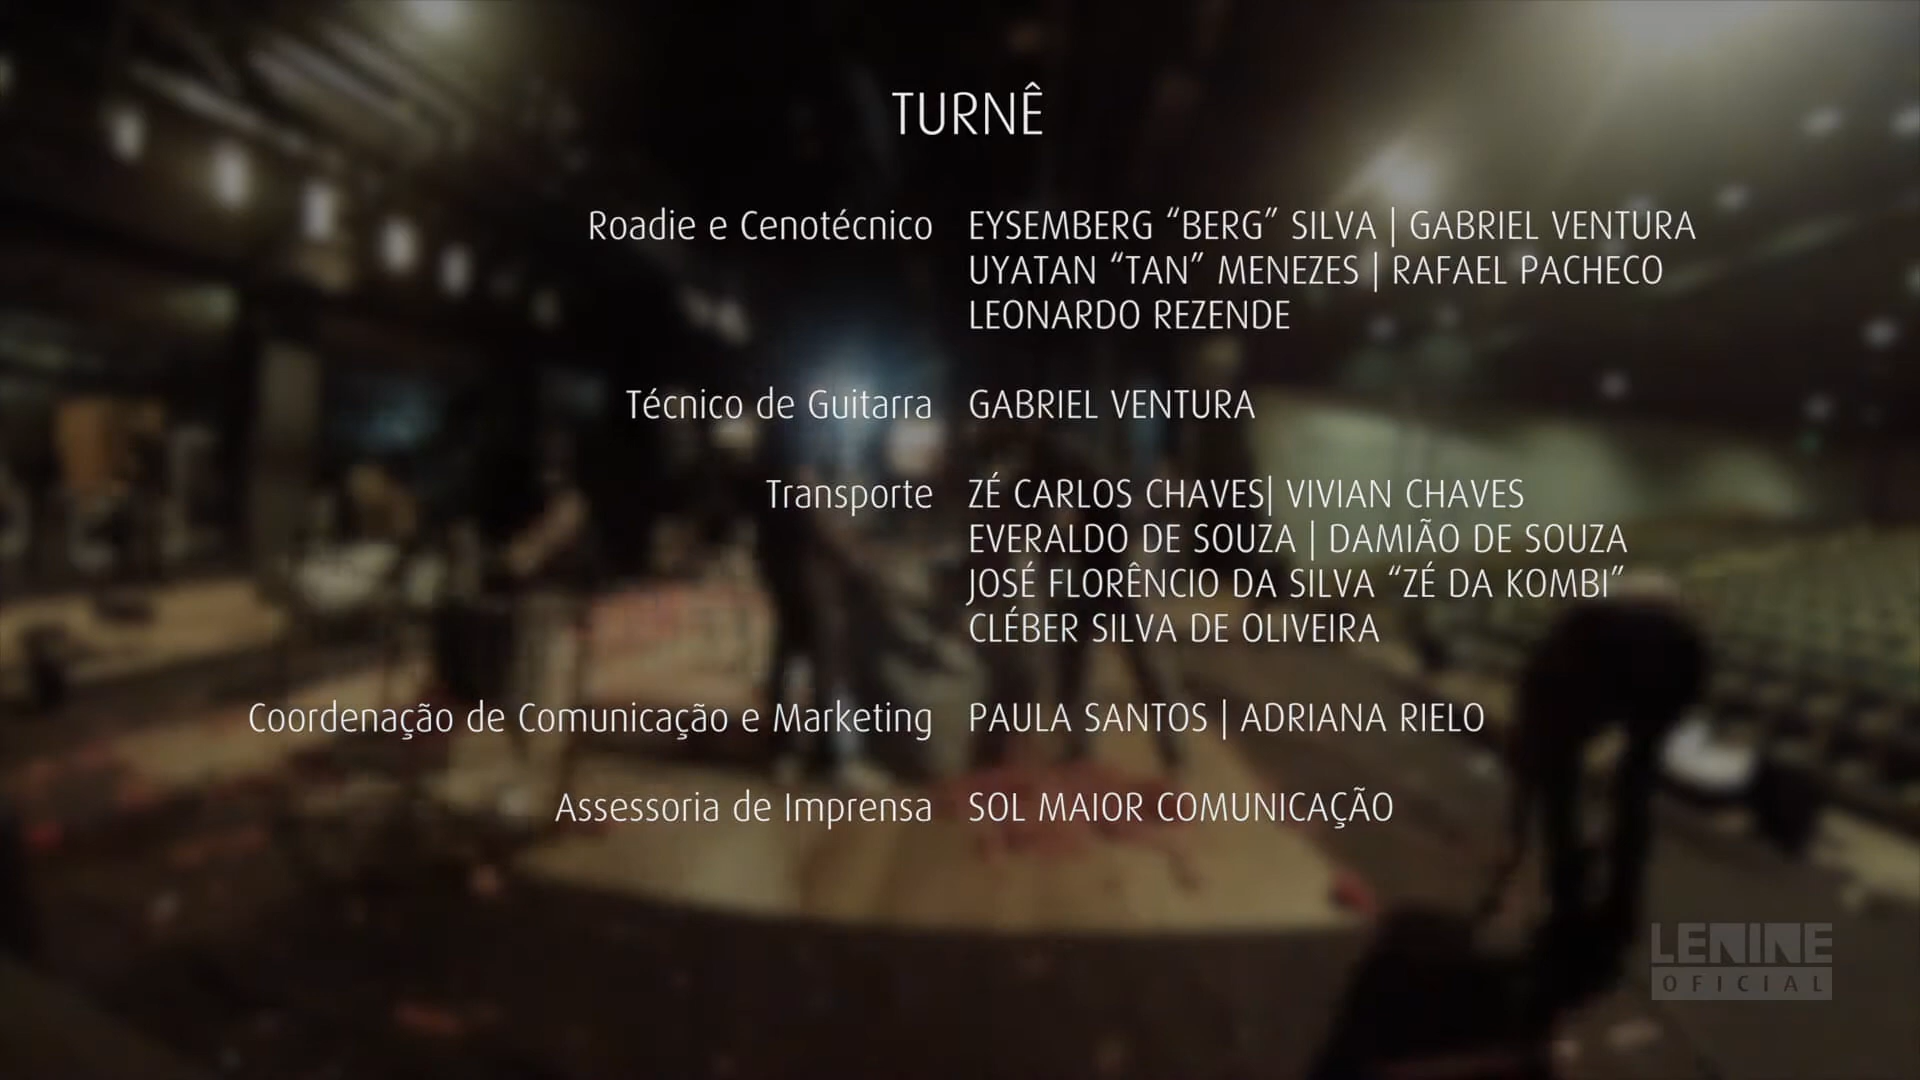 TURNÊ
Roadie e Cenotécnico EYSEMBERG “BERG” SILVA | GABRIEL VENTURA
UYATAN “TAN” MENEZES | RAFAEL PACHECO
LEONARDO REZENDE
Técnico de Guitarra GABRIEL VENTURA
Transporte ZÉ CARLOS CHAVES| VIVIAN CHAVES
EVERALDO DE SOUZA | DAMIÃO DE SOUZA
JOSÉ FLORÊNCIO DA SILVA “ZÉ DA KOMBI”
CLÉBER SILVA DE OLIVEIRA
Coordenação de Comunicação e Marketing PAULA SANTOS | ADRIANA RIELO
Assessoria de Imprensa SOL MAIOR COMUNICAÇÃO
LENINE
OFICIAL